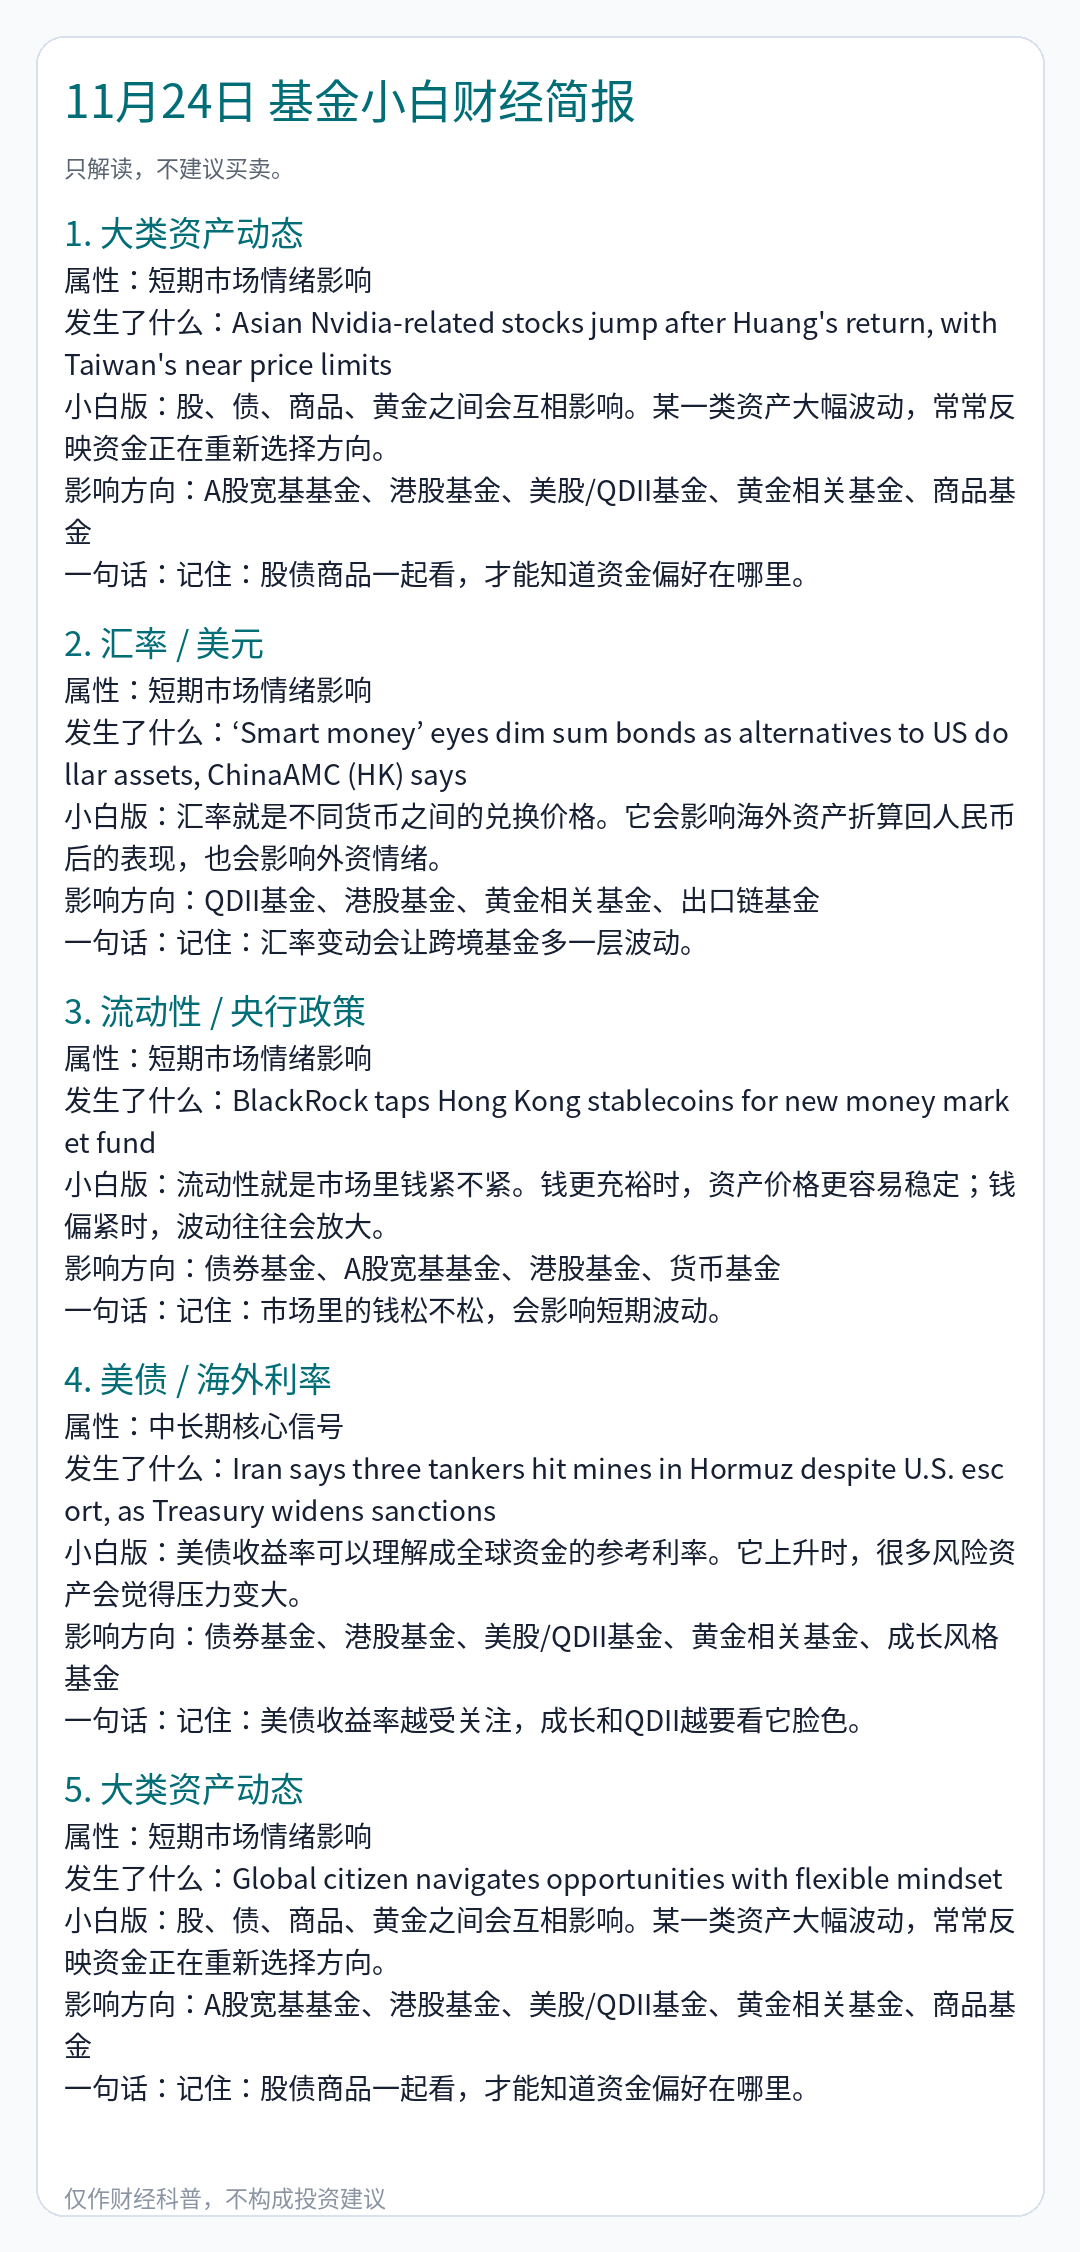 11月24日 基金小白财经简报
只解读，不建议买卖。
1. 大类资产动态
属性：短期市场情绪影响
发生了什么：Asian Nvidia-related stocks jump after Huang's return, with
Taiwan's near price limits
小白版：股、债、商品、黄金之间会互相影响。某一类资产大幅波动，常常反
映资金正在重新选择方向。
影响方向：A股宽基基金、港股基金、美股/QDII基金、黄金相关基金、商品基
金
一句话：记住：股债商品一起看，才能知道资金偏好在哪里。
2. 汇率 / 美元
属性：短期市场情绪影响
发生了什么：‘Smart money’ eyes dim sum bonds as alternatives to US do
llar assets, ChinaAMC (HK) says
小白版：汇率就是不同货币之间的兑换价格。它会影响海外资产折算回人民币
后的表现，也会影响外资情绪。
影响方向：QDII基金、港股基金、黄金相关基金、出口链基金
一句话：记住：汇率变动会让跨境基金多一层波动。
3. 流动性 / 央行政策
属性：短期市场情绪影响
发生了什么：BlackRock taps Hong Kong stablecoins for new money mark
et fund
小白版：流动性就是市场里钱紧不紧。钱更充裕时，资产价格更容易稳定；钱
偏紧时，波动往往会放大。
影响方向：债券基金、A股宽基基金、港股基金、货币基金
一句话：记住：市场里的钱松不松，会影响短期波动。
4. 美债 / 海外利率
属性：中长期核心信号
发生了什么：Iran says three tankers hit mines in Hormuz despite U.S. esc
ort, as Treasury widens sanctions
小白版：美债收益率可以理解成全球资金的参考利率。它上升时，很多风险资
产会觉得压力变大。
影响方向：债券基金、港股基金、美股/QDII基金、黄金相关基金、成长风格
基金
一句话：记住：美债收益率越受关注，成长和QDII越要看它脸色。
5. 大类资产动态
属性：短期市场情绪影响
发生了什么：Global citizen navigates opportunities with flexible mindset
小白版：股、债、商品、黄金之间会互相影响。某一类资产大幅波动，常常反
映资金正在重新选择方向。
影响方向：A股宽基基金、港股基金、美股/QDII基金、黄金相关基金、商品基
金
一句话：记住：股债商品一起看，才能知道资金偏好在哪里。
仅作财经科普，不构成投资建议